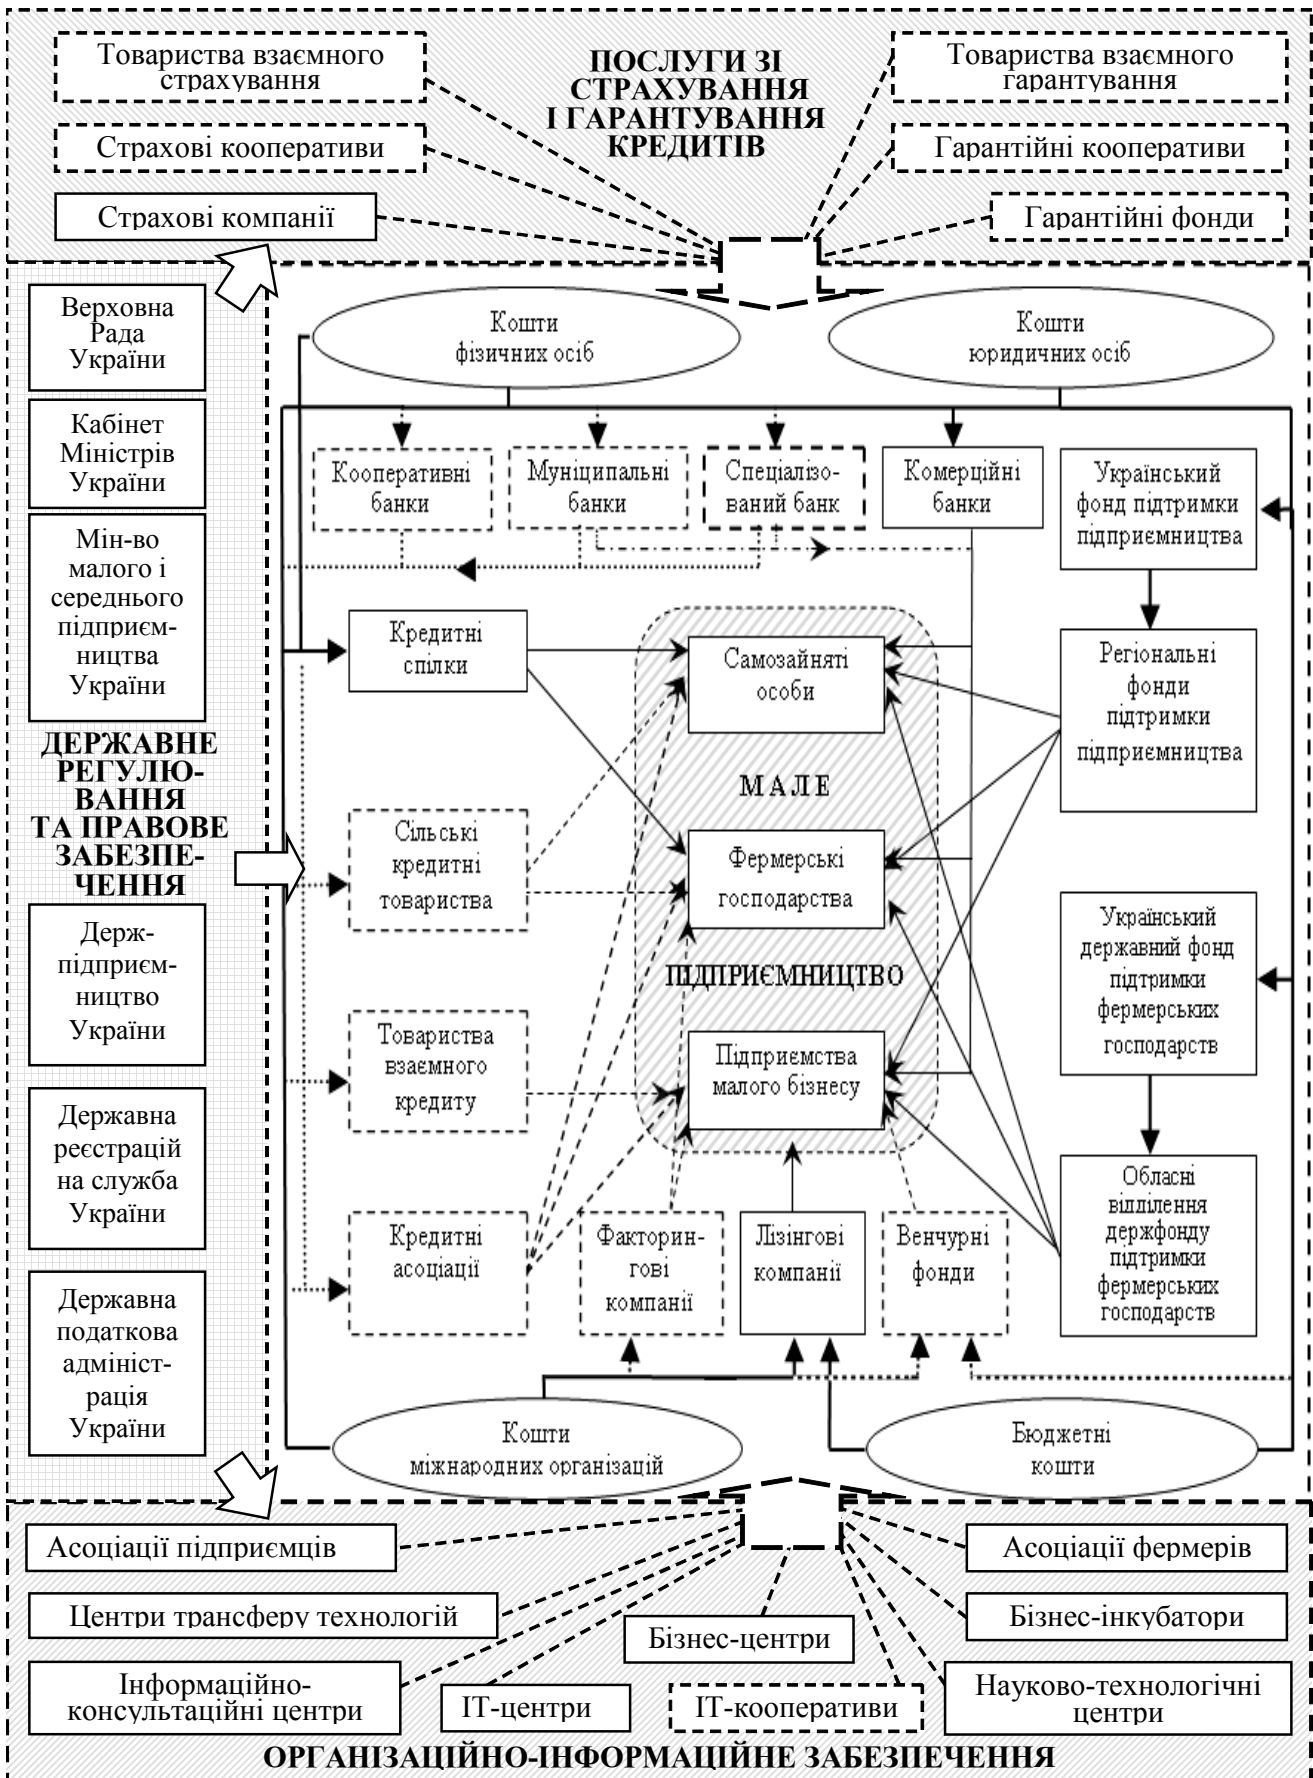 Товариства взаємного
страхування
Страхові кооперативи
Страхові компанії
ПОСЛУГИ ЗІ
СТРАХУВАННЯ
І ГАРАНТУВАННЯ
КРЕДИТІВ
Товариства взаємного
гарантування
Гарантійні кооперативи
Гарантійні фонди
Верховна
Рада
України
Кабінет
Міністрів
України
Мін-во
малого і
середнього
підприєм-
ництва
України
ДЕРЖАВНЕ
РЕГУЛЮ-
ВАННЯ
ТА ПРАВОВЕ
ЗАБЕЗПЕ-
ЧЕННЯ
Держ-
підприєм-
ництво
України
Державна
реєстрацій
на служба
України
Державна
податкова
адмініст-
рація
України
Кошти
фізичних осіб
Кошти
юридичних осіб
Кооперативні
банки
Муніципальні
банки
Спеціалізо-
ваний банк
Комерційні
банки
Український
фонд підтримки
підприємництва
Кредитні
спілки
Самозайняті
особи
Регіональні
фонди
підтримки
підприємництва
МАЛЕ
Сільські
кредитні
товариства
Фермерські
господарства
Український
державний фонд
підтримки
фермерських
господарств
ПІДПРИЄМНИЦТВО
Товариства
взаємного
кредиту
Підприємства
малого бізнесу
Кредитні
асоціації
Факторин-
гові
компанії
Лізінгові
компанії
Венчурні
фонди
Обласні
відділення
держфонду
підтримки
фермерських
господарств
Кошти
міжнародних організацій
Бюджетні
кошти
Асоціації підприємців
Асоціації фермерів
Центри трансферу технологій
Бізнес-центри
Бізнес-інкубатори
Інформаційно-
консультаційні центри
ІТ-центри
ІТ-кооперативи
Науково-технологічні
центри
ОРГАНІЗАЦІЙНО-ІНФОРМАЦІЙНЕ ЗАБЕЗПЕЧЕННЯ